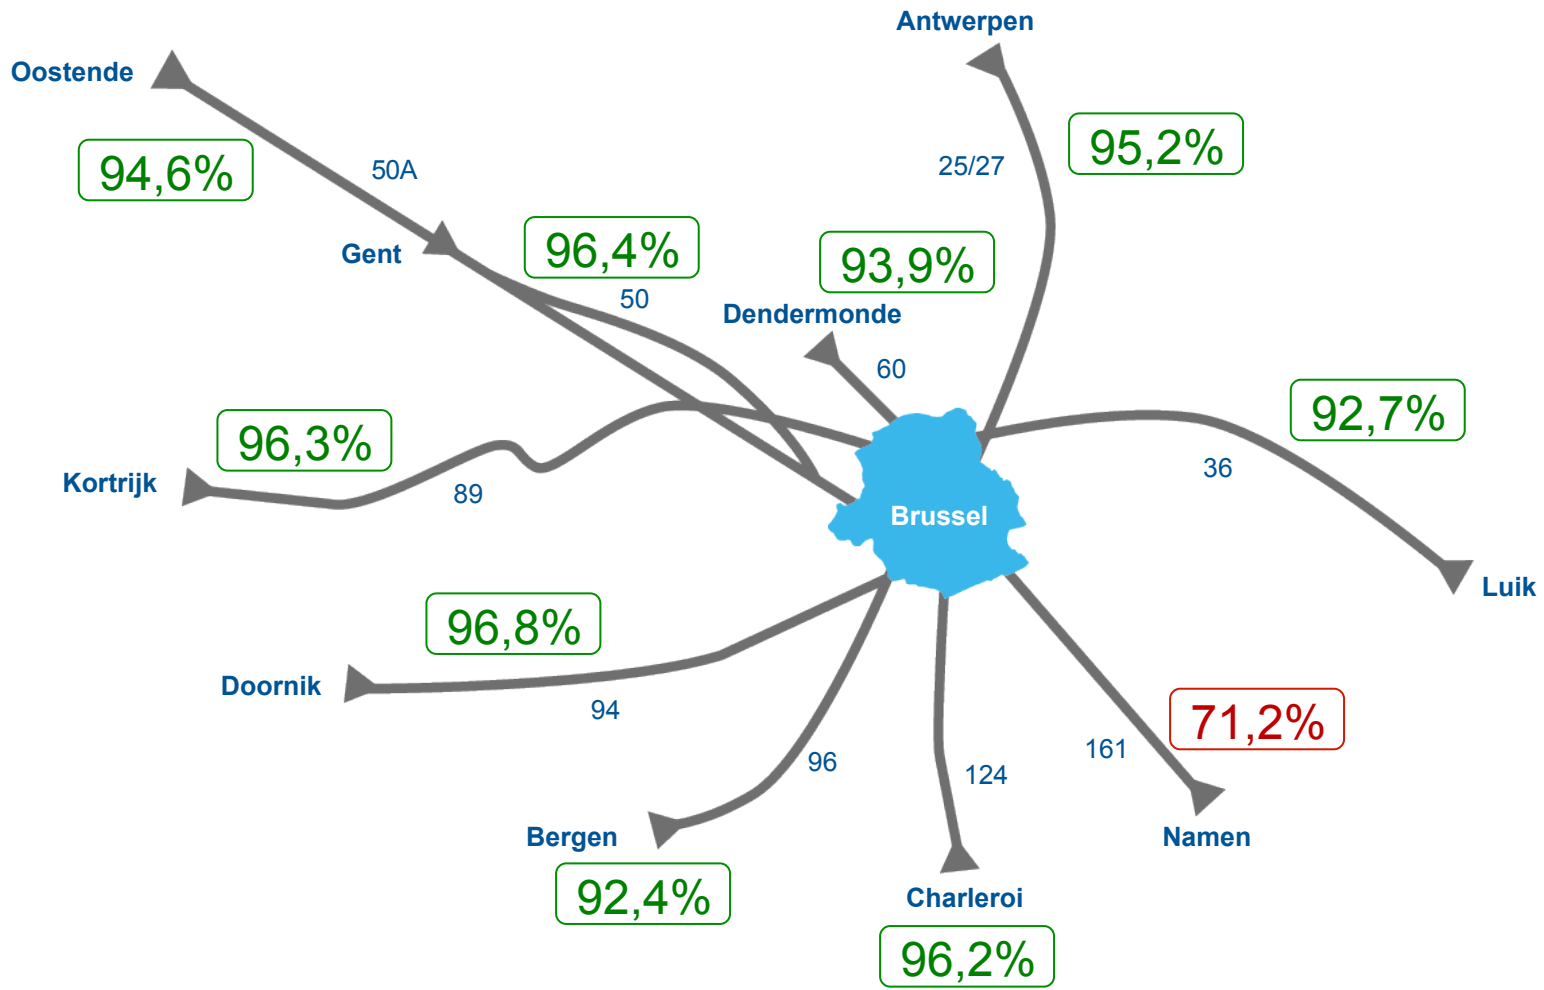 Antwerpen
Oostende
95,2%
94,6%
50A
25/27
Gent
96,4%
93,9%
50
Dendermonde
60
92,7%
96,3%
36
Kortrijk
89
Brussel
Luik
96,8%
Doornik
94
71,2%
96
124
161
Bergen
Namen
92,4%
Charleroi
96,2%